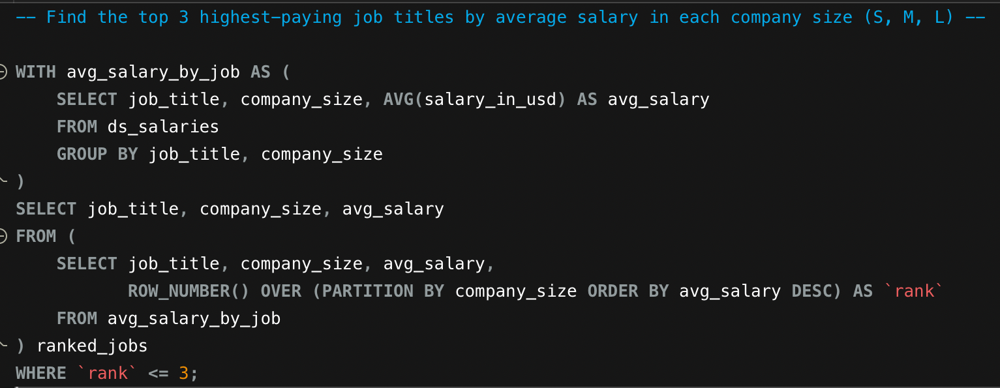 -- Find the top 3 highest-paying job titles by average salary in each company size (S, M, L) --
WITH avg_salary_by_job AS (
    SELECT job_title, company_size, AVG(salary_in_usd) AS avg_salary
    FROM ds_salaries
    GROUP BY job_title, company_size
)
SELECT job_title, company_size, avg_salary
FROM (
    SELECT job_title, company_size, avg_salary,
           ROW_NUMBER() OVER (PARTITION BY company_size ORDER BY avg_salary DESC) AS `rank`
    FROM avg_salary_by_job
) ranked_jobs
WHERE `rank` <= 3;